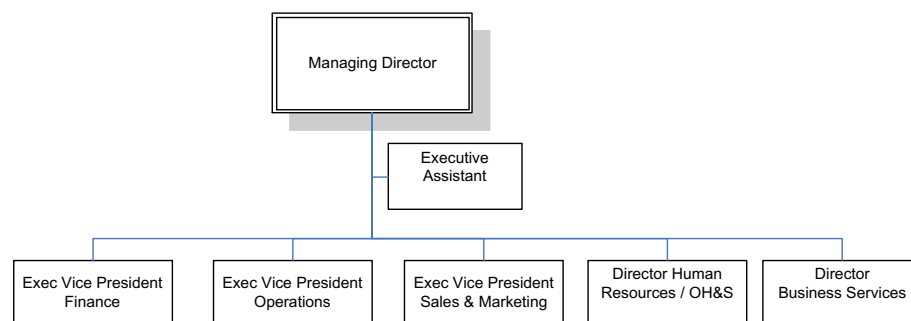 Managing Director
Executive
Assistant
Exec Vice President
Finance
Exec Vice President
Operations
Exec Vice President
Sales & Marketing
Director Human
Resources / OH&S
Director
Business Services